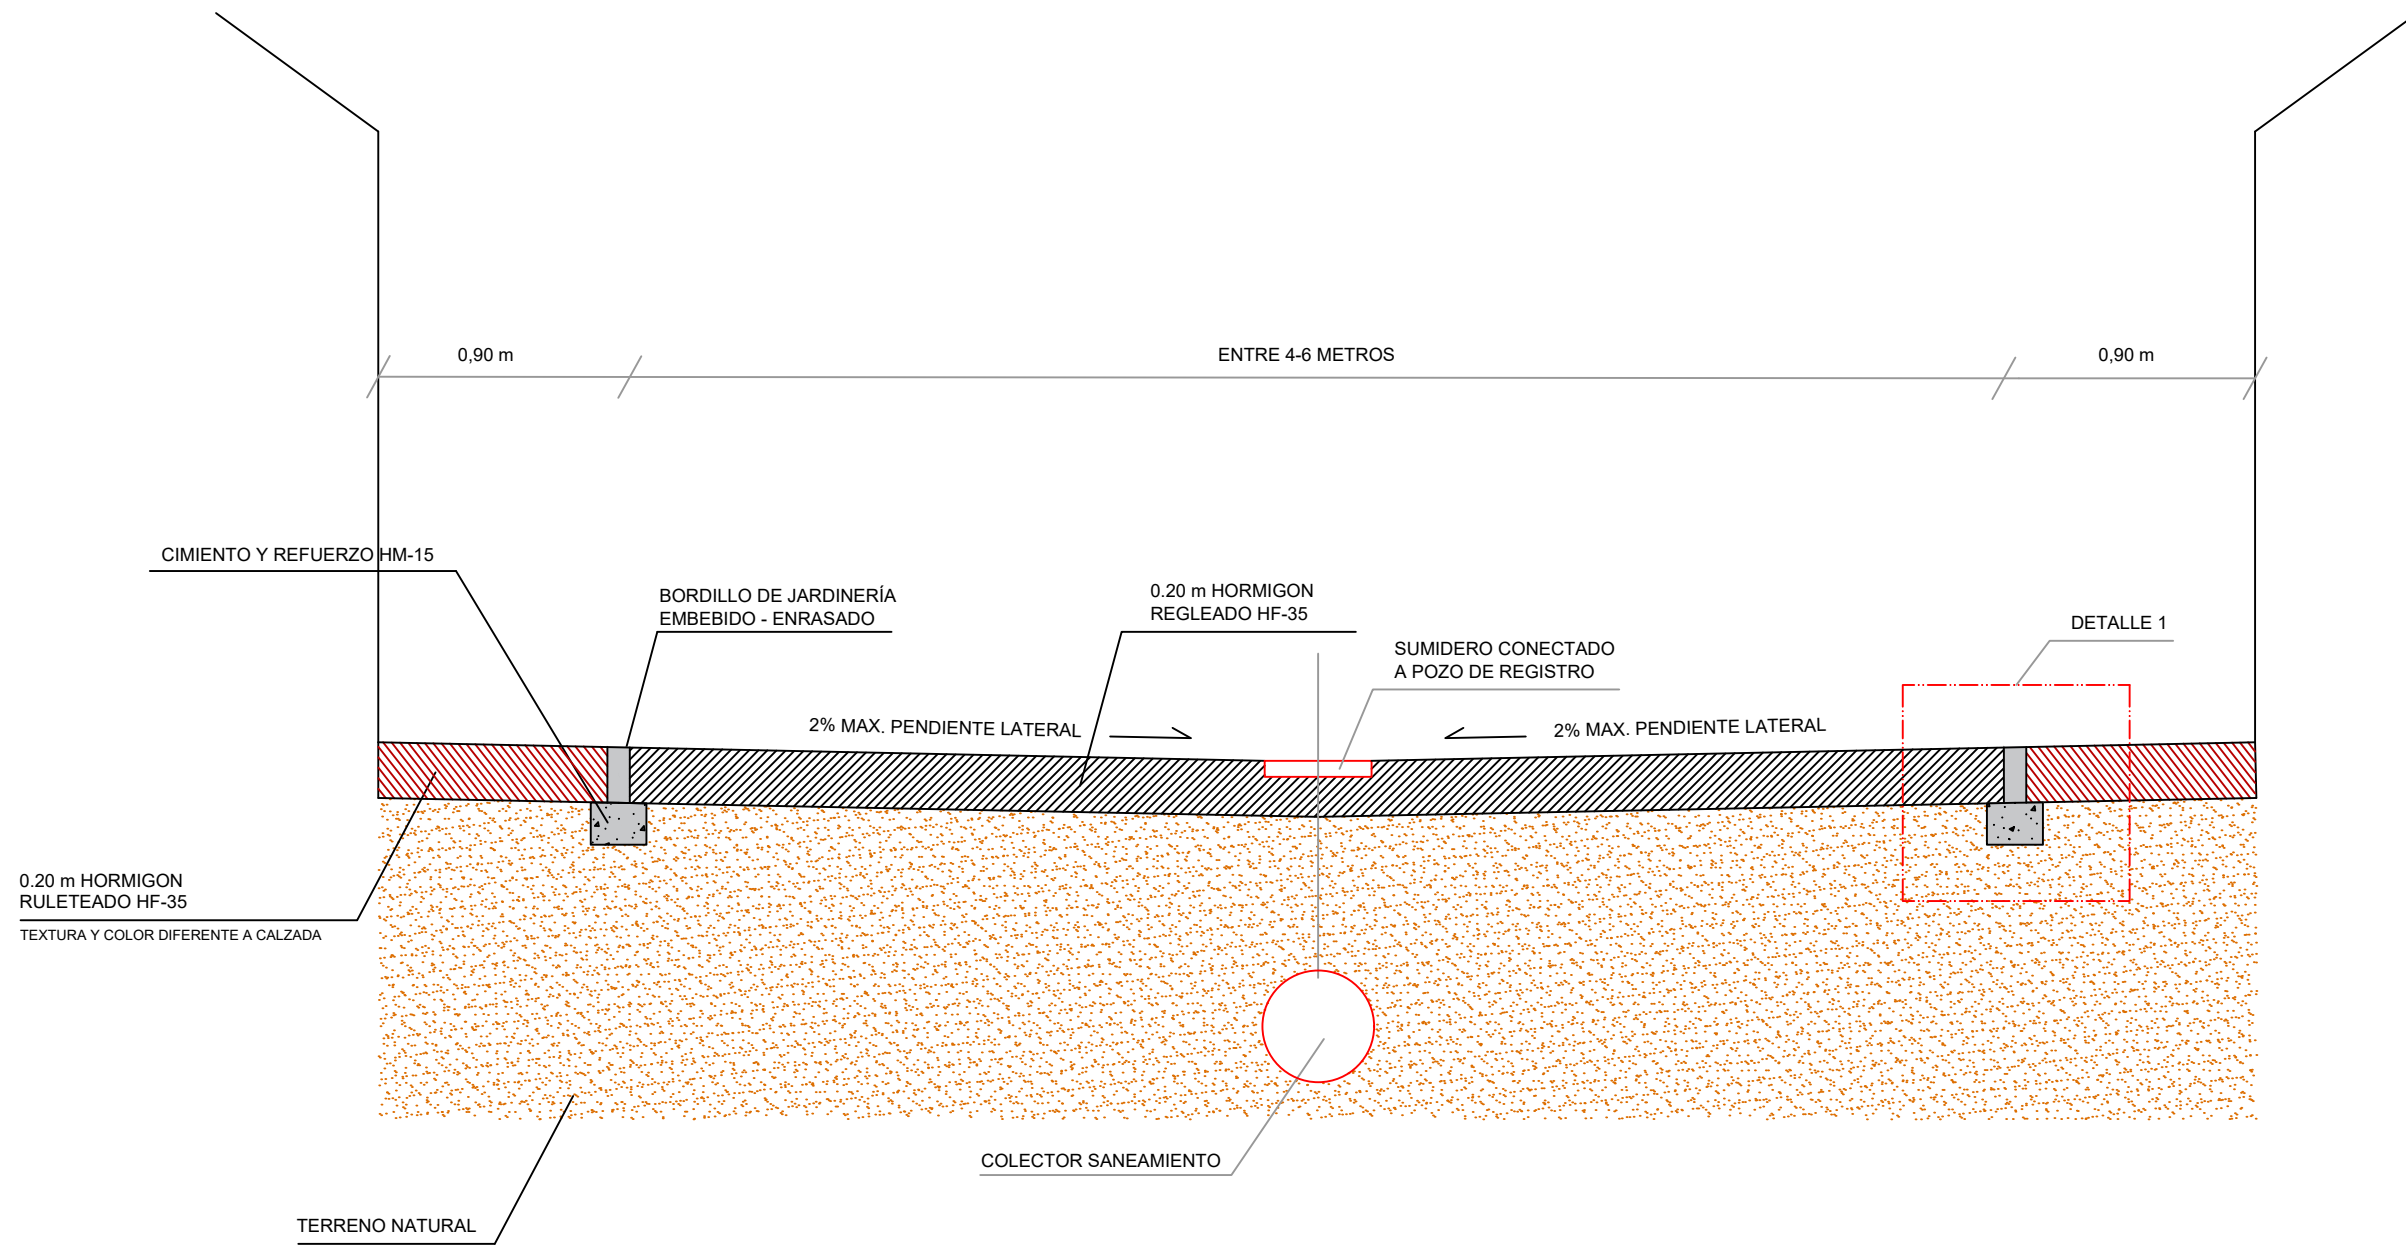 0,90 m
ENTRE 4-6 METROS
0,90 m
CIMIENTO Y REFUERZO HM-15
BORDILLO DE JARDINERÍA
EMBEBIDO - ENRASADO
0.20 m HORMIGON
REGLEADO HF-35
SUMIDERO CONECTADO
A POZO DE REGISTRO
DETALLE 1
2% MAX. PENDIENTE LATERAL
2% MAX. PENDIENTE LATERAL
0.20 m HORMIGON
RULETEADO HF-35
TEXTURA Y COLOR DIFERENTE A CALZADA
COLECTOR SANEAMIENTO
TERRENO NATURAL